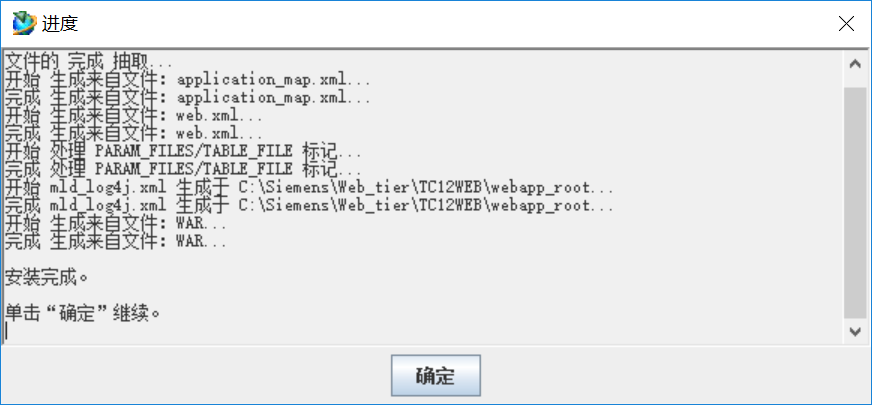 进度
文件的 完成 抽取...
开始 生成来自文件: application_map.xml...
完成 生成来自文件: application_map.xml...
开始 生成来自文件: web.xml...
完成 生成来自文件: web.xml...
开始 处理 PARAM_FILES/TABLE_FILE 标记...
完成 处理 PARAM_FILES/TABLE_FILE 标记...
开始 mld_log4j.xml 生成于 C:\Siemens\Web_tier\TC12WEB\webapp_root...
完成 mld_log4j.xml 生成于 C:\Siemens\Web_tier\TC12WEB\webapp_root...
开始 生成来自文件: WAR...
完成 生成来自文件: WAR...
安装完成。
单击“确定”继续。
确定